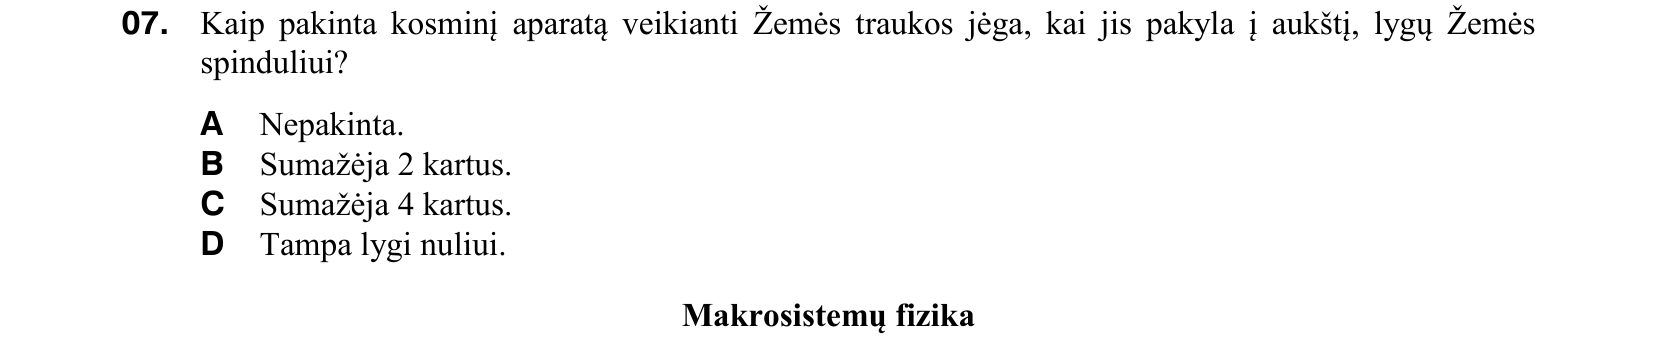 07. Kaip pakinta kosminį aparatą veikianti Žemės traukos jėga, kai jis pakyla į aukštį, lygų Žemės
spinduliui?
A Nepakinta.
B Sumažėja 2 kartus.
C Sumažėja 4 kartus.
D Tampa lygi nuliui.
Makrosistemų fizika